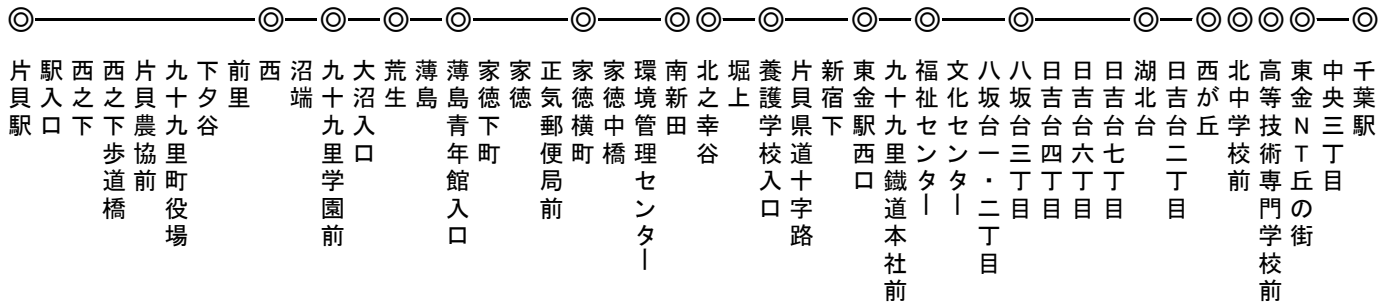 片貝駅
駅入口
西之下
西之下歩道橋
片貝農協前
九十九里町役場
下夕谷
前里
西
沼端
九十九里学園前
大沼入口
荒生
薄島
薄島青年館入口
家徳下町
家徳
正気郵便局前
家徳横町
家徳中橋
環境管理センター
南新田
北之幸谷
堀上
養護学校入口
片貝県道十字路
新宿下
東金駅西口
九十九里鐵道本社前
福祉センター
文化センター
八坂台一・二丁目
八坂台三丁目
日吉台四丁目
日吉台六丁目
日吉台七丁目
湖北台
日吉台二丁目
西が丘
北中学校前
高等技術専門学校前
東金NT丘の街
中央三丁目
千葉駅